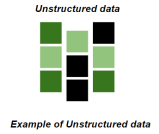 Unstructured data
Example of Unstructured data